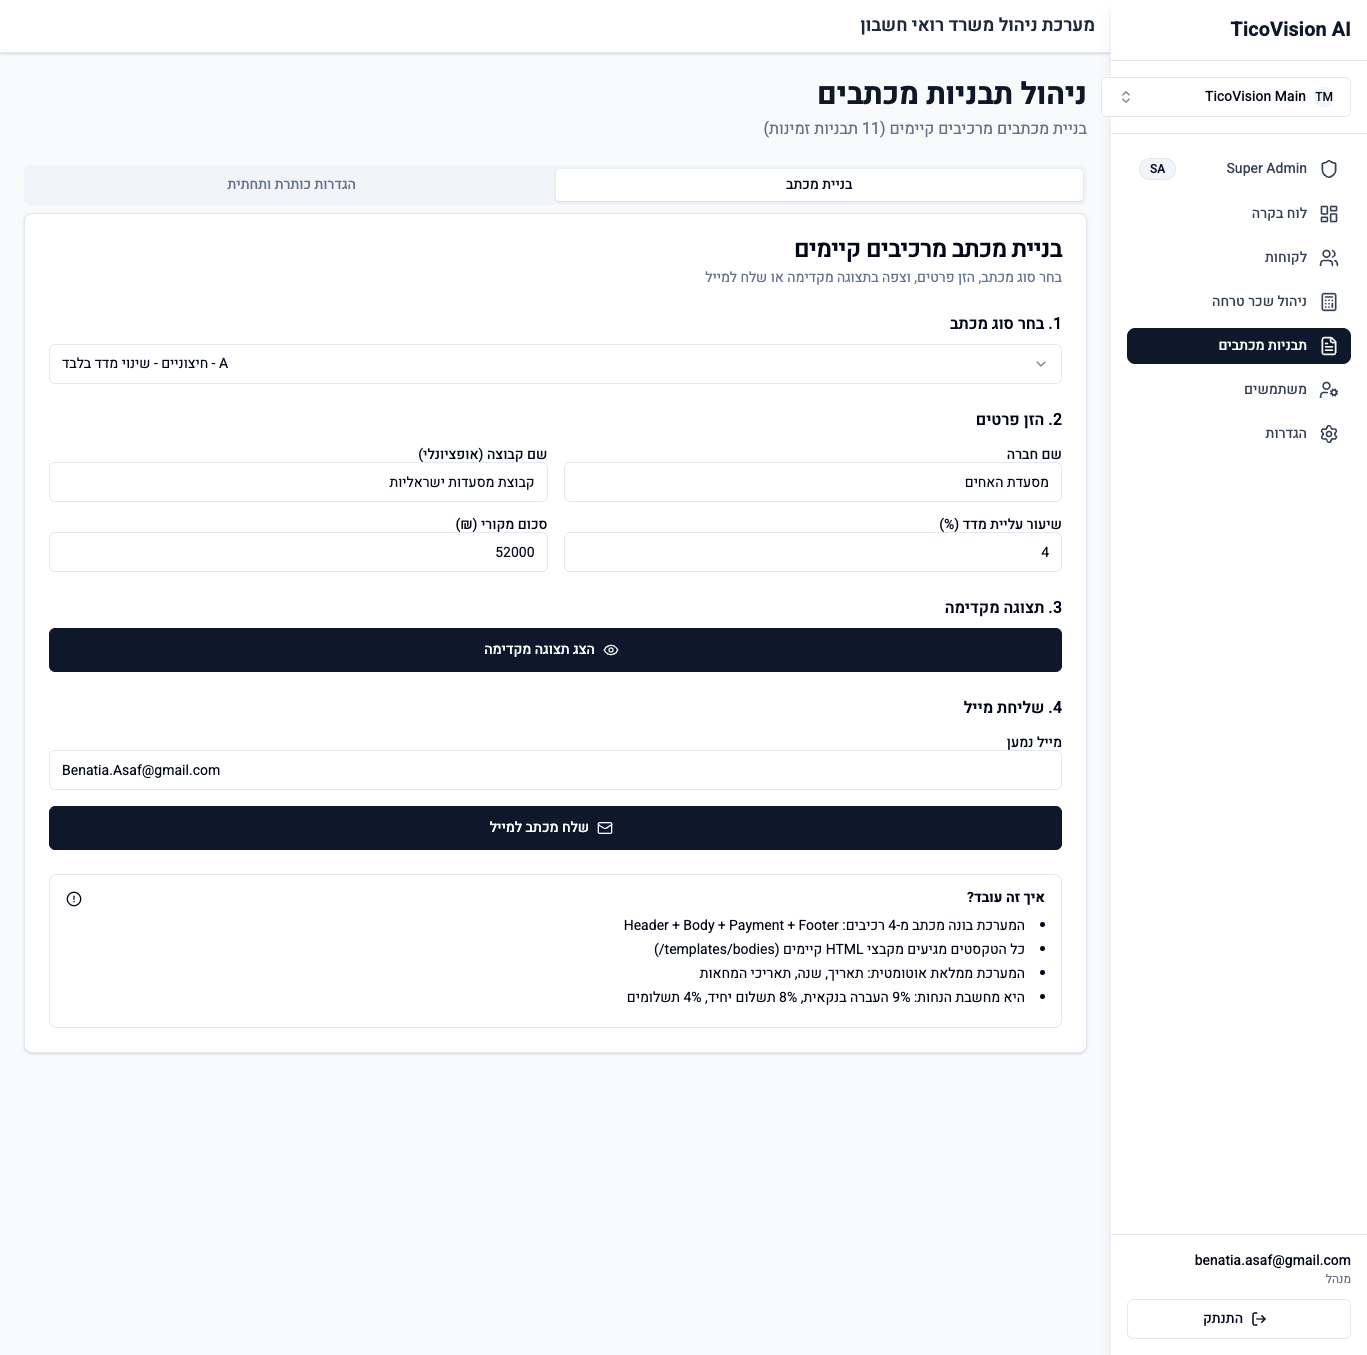 TicoVision AI
TM TicoVision Main
Super Admin SA
לוח בקרה
לקוחות
ניהול שכר טרחה
תבניות מכתבים
משתמשים
הגדרות
benatia.asaf@gmail.com
מנהל
התנתק
מערכת ניהול משרד רואי חשבון
ניהול תבניות מכתבים
בניית מכתבים מרכיבים קיימים (11 תבניות זמינות)
בניית מכתב
הגדרות כותרת ותחתית
בניית מכתב מרכיבים קיימים
בחר סוג מכתב, הזן פרטים, וצפה בתצוגה מקדימה או שלח למייל
1. בחר סוג מכתב
A - חיצוניים - שינוי מדד בלבד
2. הזן פרטים
שם חברה
מסעדת האחים
שם קבוצה (אופציונלי)
קבוצת מסעדות ישראליות
שיעור עליית מדד (%)
4
סכום מקורי (₪)
52000
3. תצוגה מקדימה
הצג תצוגה מקדימה
4. שליחת מייל
מייל נמען
Benatia.Asaf@gmail.com
שלח מכתב למייל
איך זה עובד?
• המערכת בונה מכתב מ-4 רכיבים: Header + Body + Payment + Footer
• כל הטקסטים מגיעים מקבצי HTML קיימים (templates/bodies/)
• המערכת ממלאת אוטומטית: תאריך, שנה, תאריכי המחאות
• היא מחשבת הנחות: 9% העברה בנקאית, 8% תשלום יחיד, 4% תשלומים